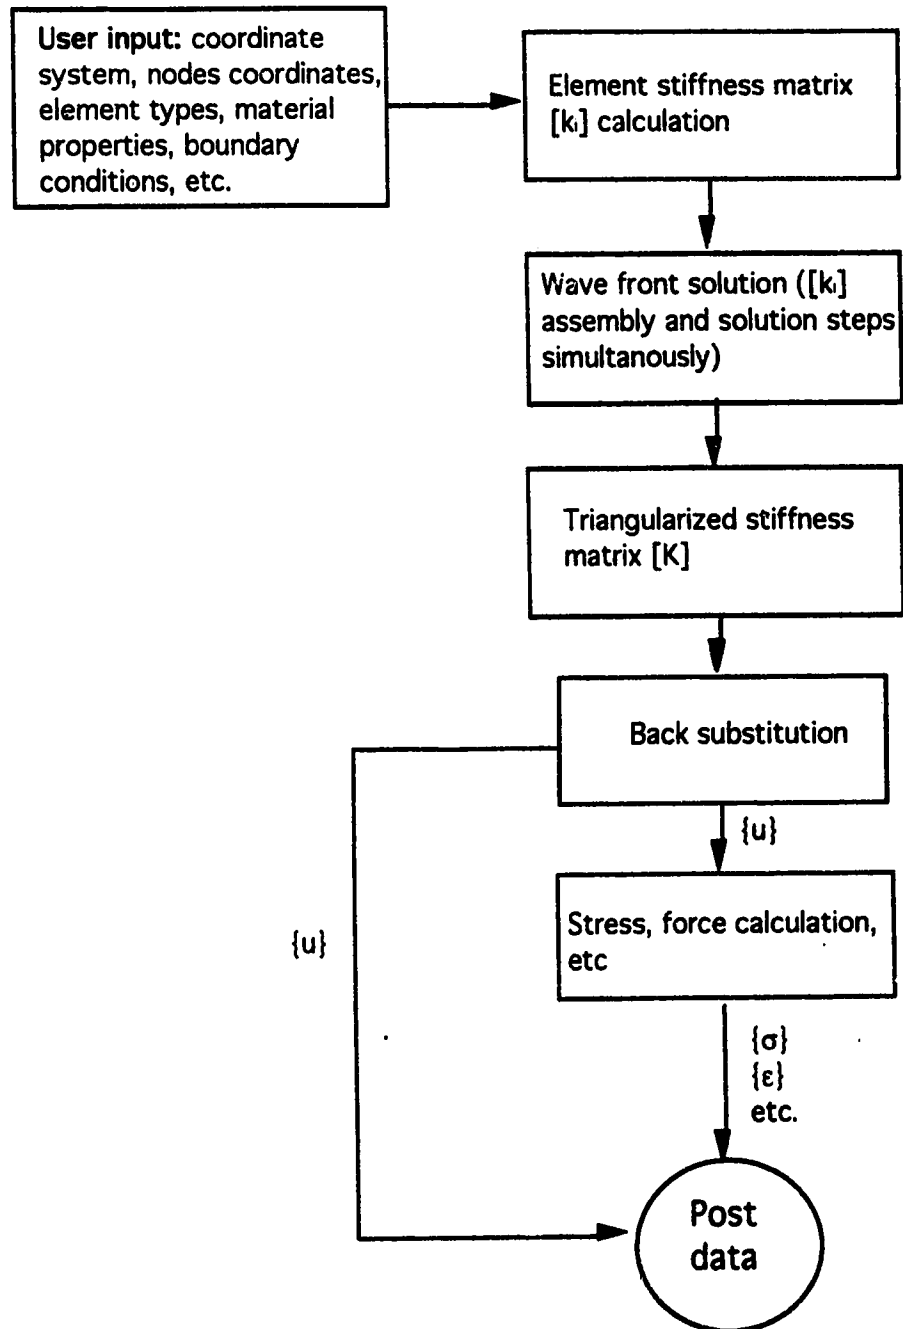 User input: coordinate
system, nodes coordinates,
element types, material
properties, boundary
conditions, etc.
Element stiffness matrix
[kᵢ] calculation
Wave front solution ([kᵢ]
assembly and solution steps
simultanously)
Triangularized stiffness
matrix [K]
Back substitution
{u}
Stress, force calculation,
etc
{u}
{σ}
{ε}
etc.
Post
data